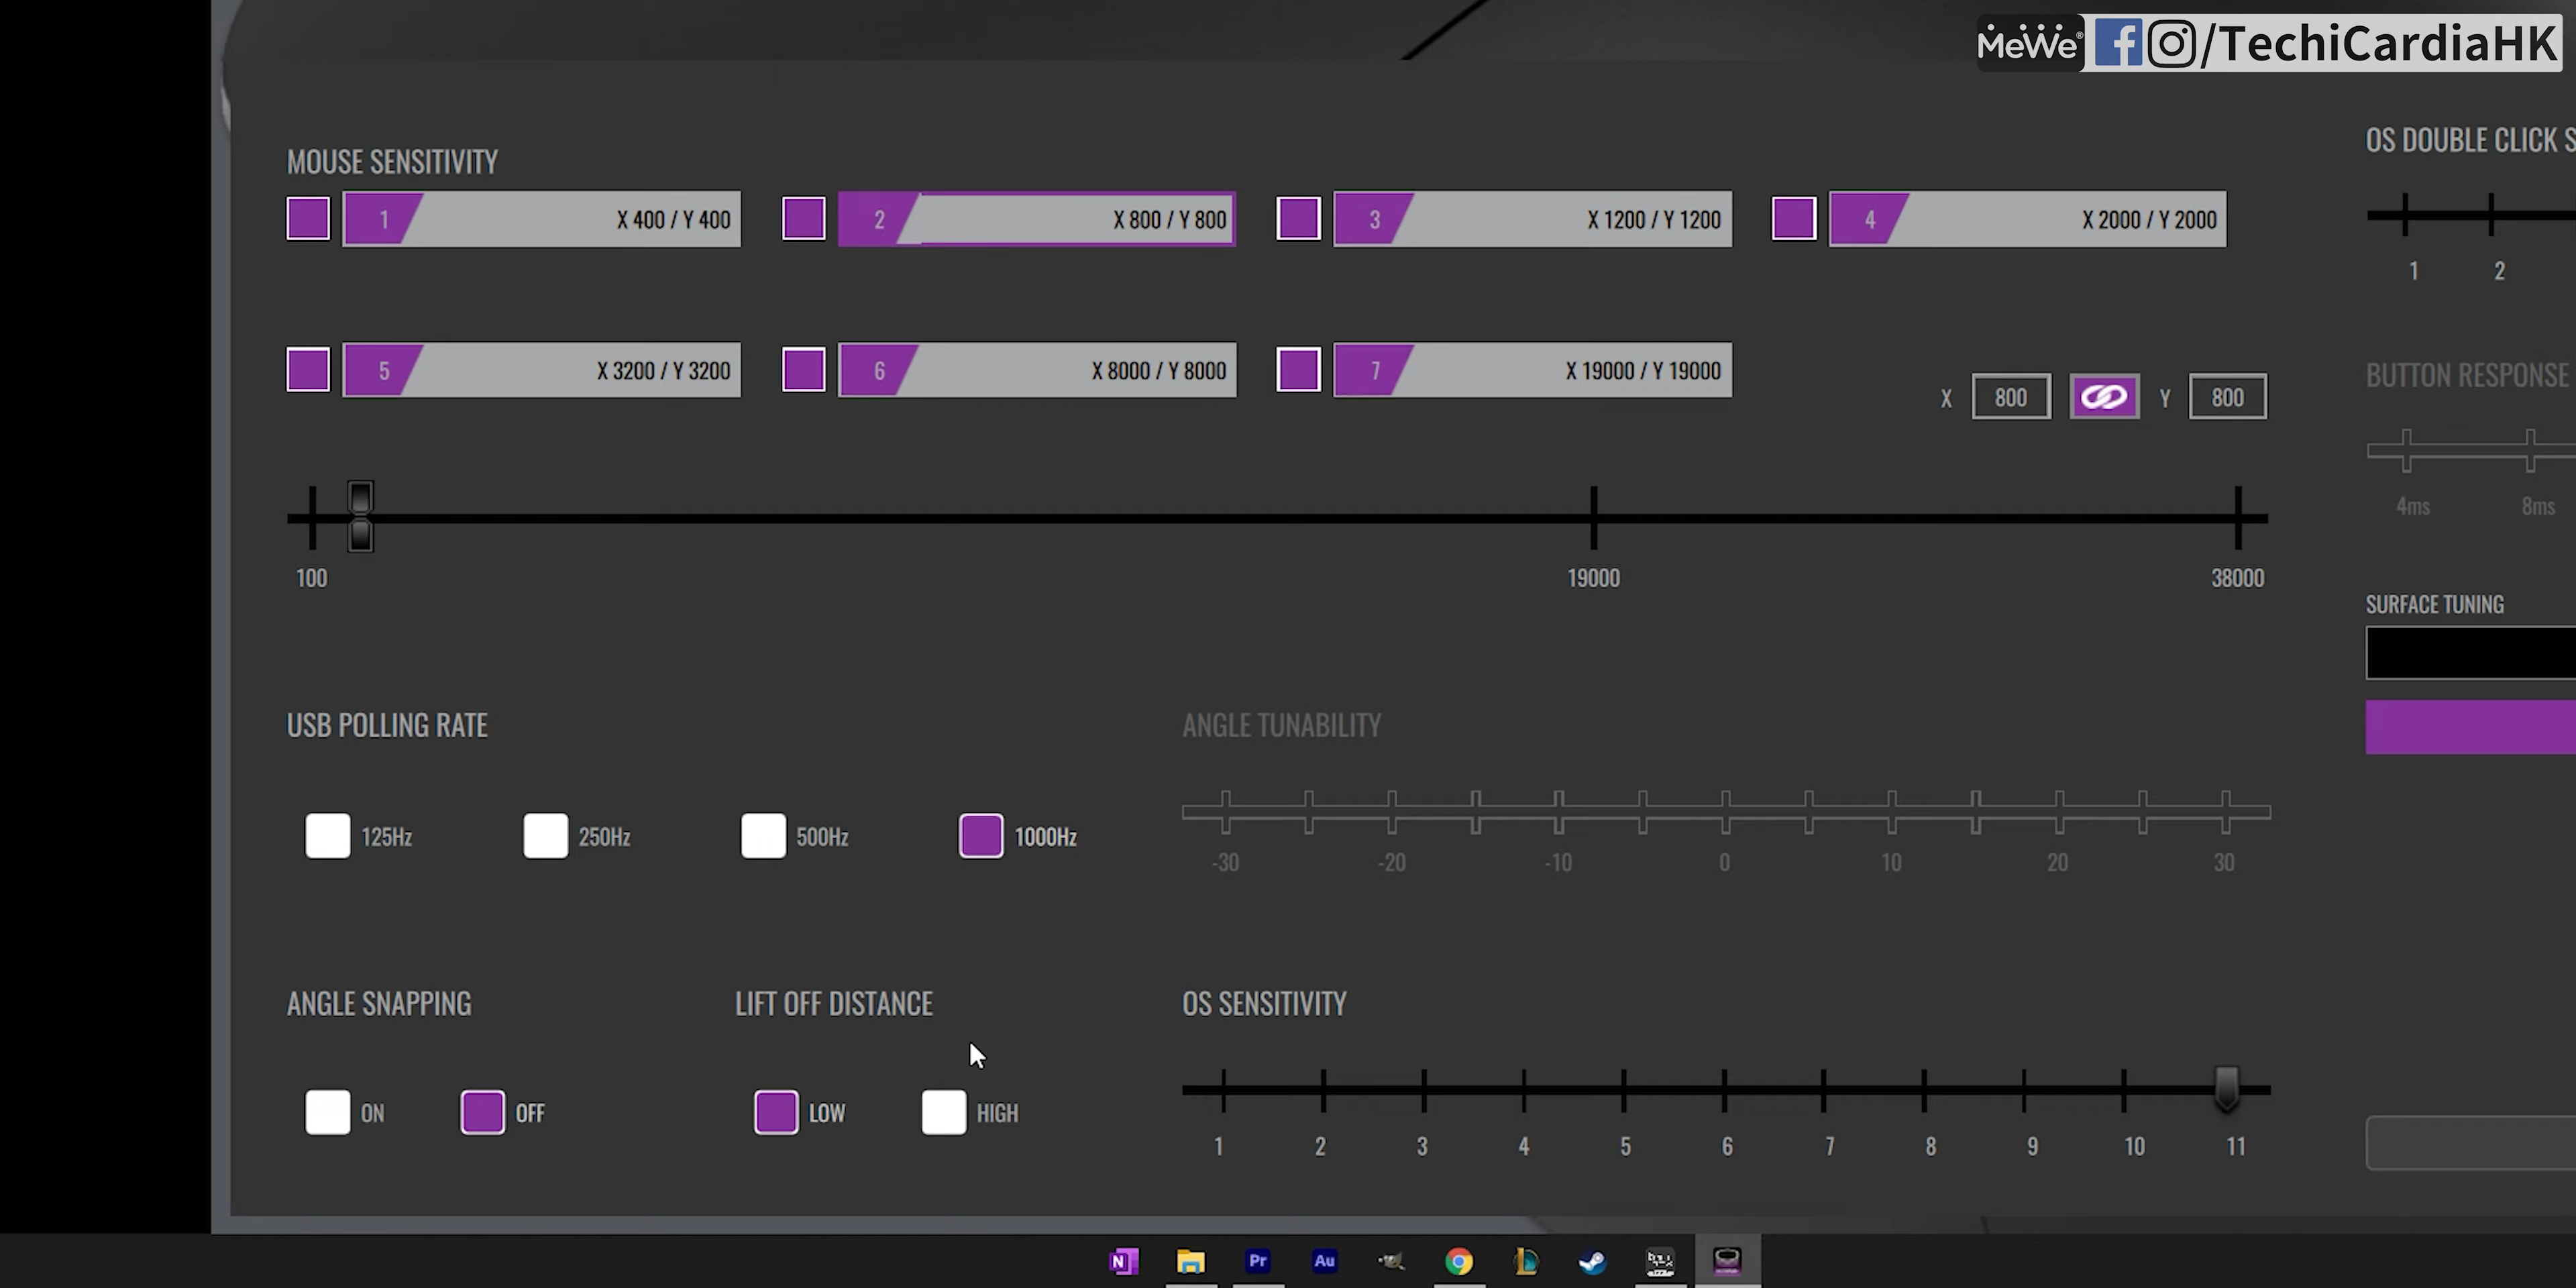 MeWe® /TechiCardiaHK
MOUSE SENSITIVITY
1 X 400 / Y 400
2 X 800 / Y 800
3 X 1200 / Y 1200
4 X 2000 / Y 2000
5 X 3200 / Y 3200
6 X 8000 / Y 8000
7 X 19000 / Y 19000
X 800 Y 800
100 19000 38000
USB POLLING RATE
125Hz 250Hz 500Hz 1000Hz
ANGLE TUNABILITY
-30 -20 -10 0 10 20 30
ANGLE SNAPPING
ON OFF
LIFT OFF DISTANCE
LOW HIGH
OS SENSITIVITY
1 2 3 4 5 6 7 8 9 10 11
OS DOUBLE CLICK S
1 2
BUTTON RESPONSE
4ms 8ms
SURFACE TUNING
N Pr Au